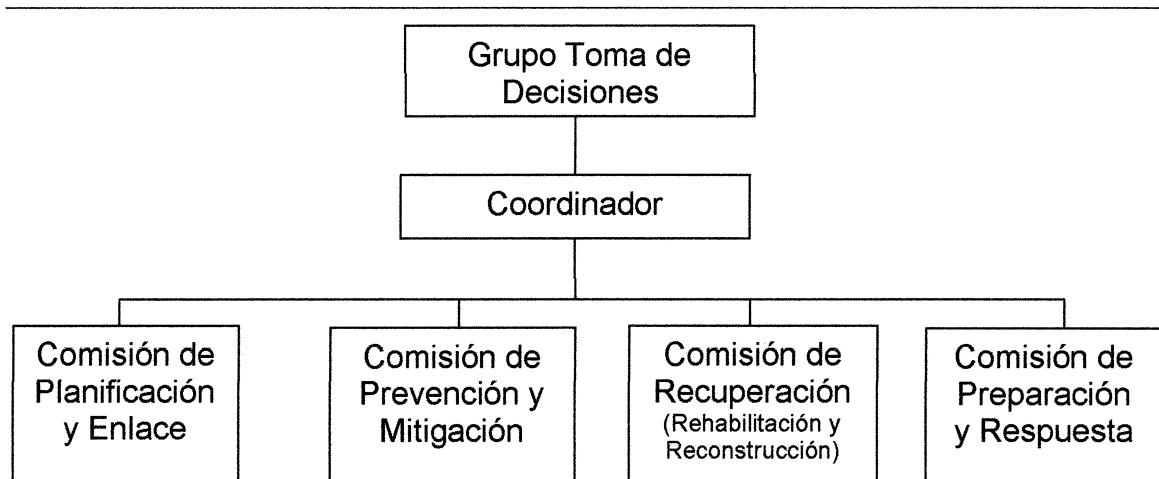 Grupo Toma de
Decisiones
Coordinador
Comisión de
Planificación
y Enlace
Comisión de
Prevención y
Mitigación
Comisión de
Recuperación
(Rehabilitación y
Reconstrucción)
Comisión de
Preparación
y Respuesta